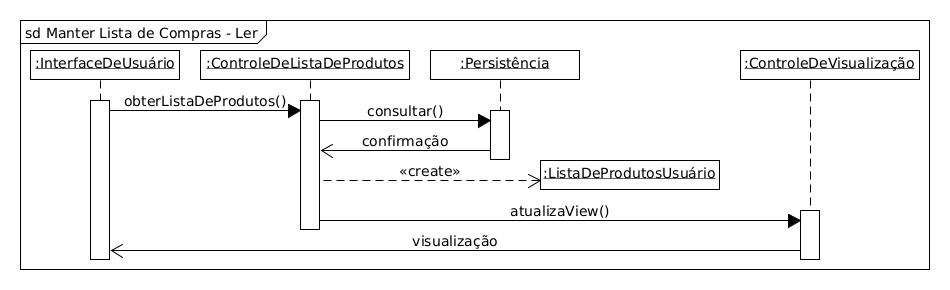 sd Manter Lista de Compras - Ler
:InterfaceDeUsuário
:ControleDeListaDeProdutos
:Persistência
:ControleDeVisualização
obterListaDeProdutos()
consultar()
confirmação
«create»
:ListaDeProdutosUsuário
atualizaView()
visualização